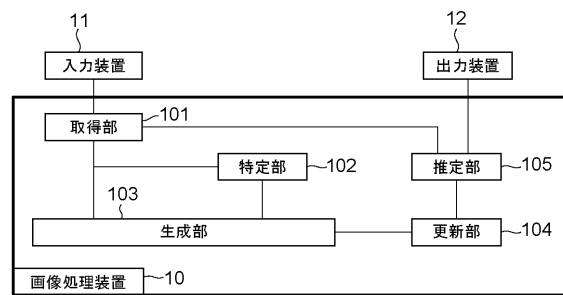 11
12
入力装置
出力装置
取得部
101
特定部
102
推定部
105
103
生成部
更新部
104
画像処理装置
10